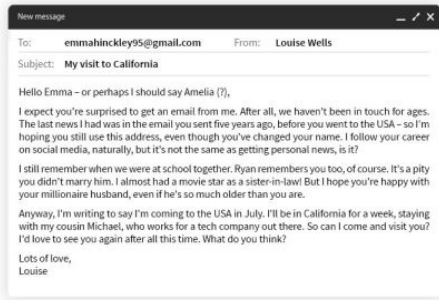 New message
To: emmahinckley95@gmail.com From: Louise Wells
Subject: My visit to California
Hello Emma – or perhaps I should say Amelia (?),
I expect you're surprised to get an email from me. After all, we haven't been in touch for ages.
The last news I had was in the email you sent five years ago, before you went to the USA – so I'm
hoping you still use this address, even though you've changed your name. I follow your career
on social media, naturally, but it's not the same as getting personal news, is it?
I still remember when we were at school together. Ryan remembers you too, of course. It's a pity
you didn't marry him. I almost had a movie star as a sister-in-law! But I hope you're happy with
your millionaire husband, even if he's so much older than you are.
Anyway, I'm writing to say I'm coming to the USA in July. I'll be in California for a week, staying
with my cousin Michael, who works for a tech company out there. So can I come and visit you?
I'd love to see you again after all this time. What do you think?
Lots of love,
Louise